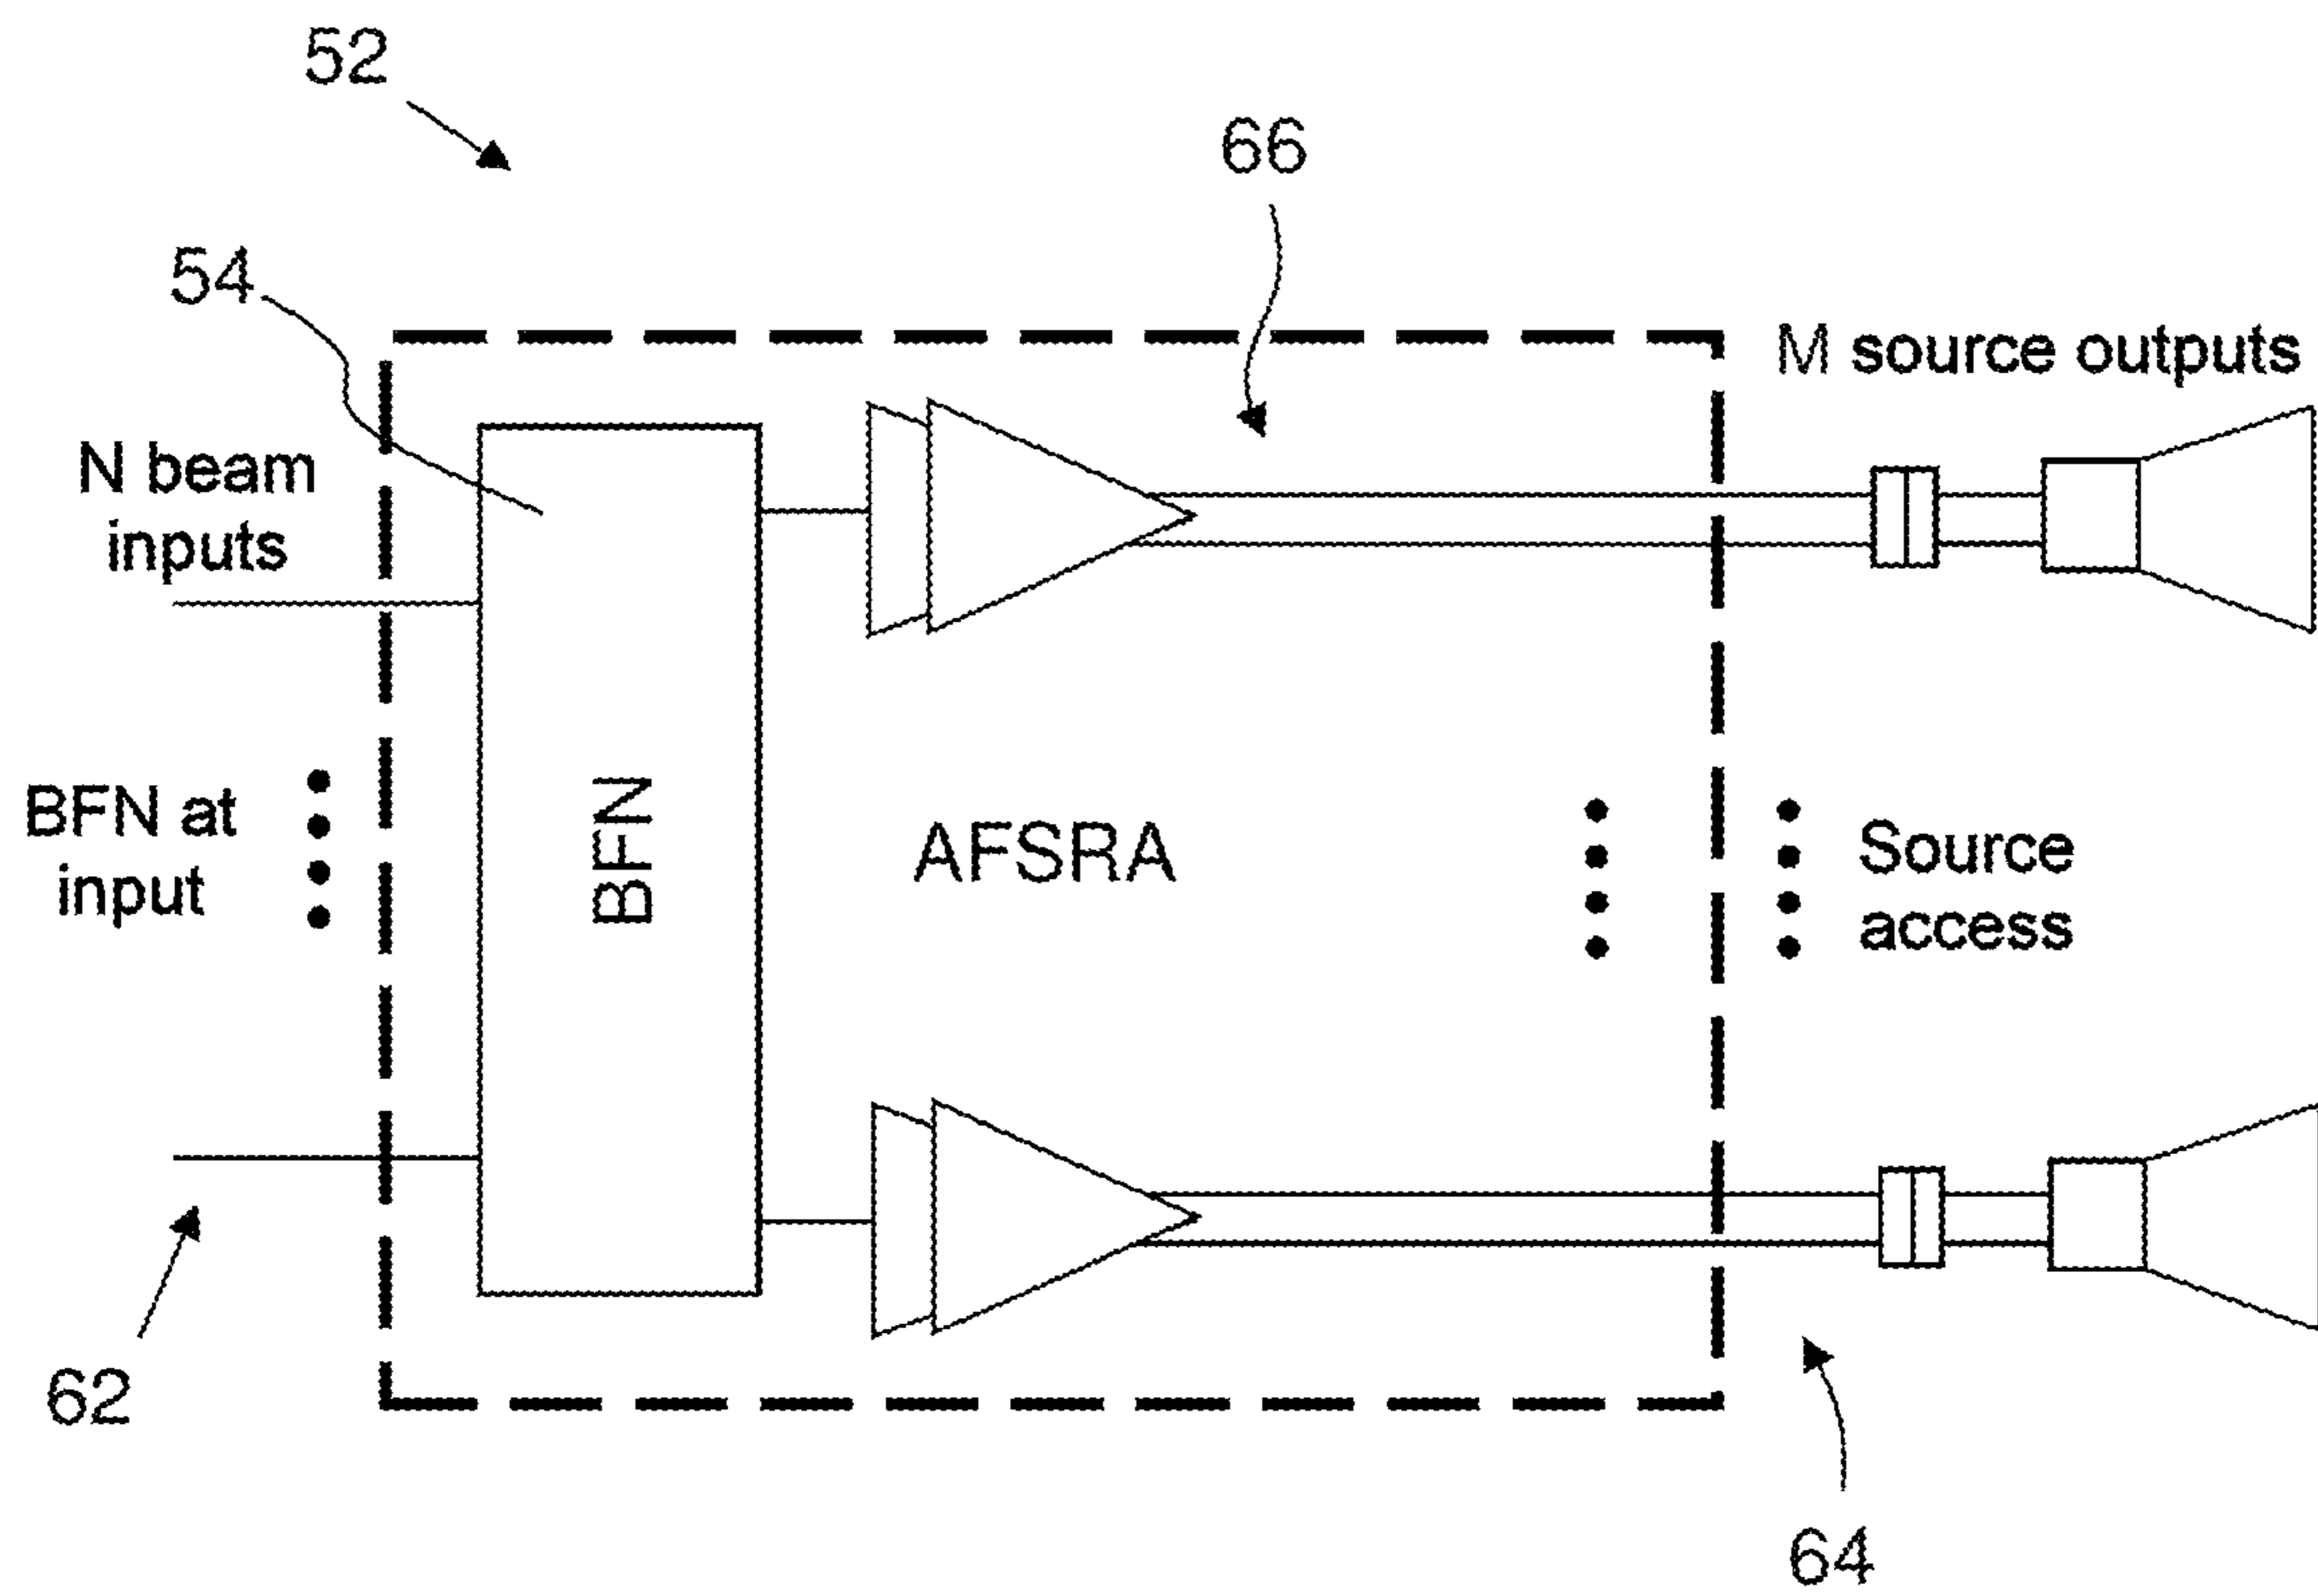 52
66
54
M source outputs
N beam
inputs
BFN at
input
BFN
AFSRA
Source
access
62
64